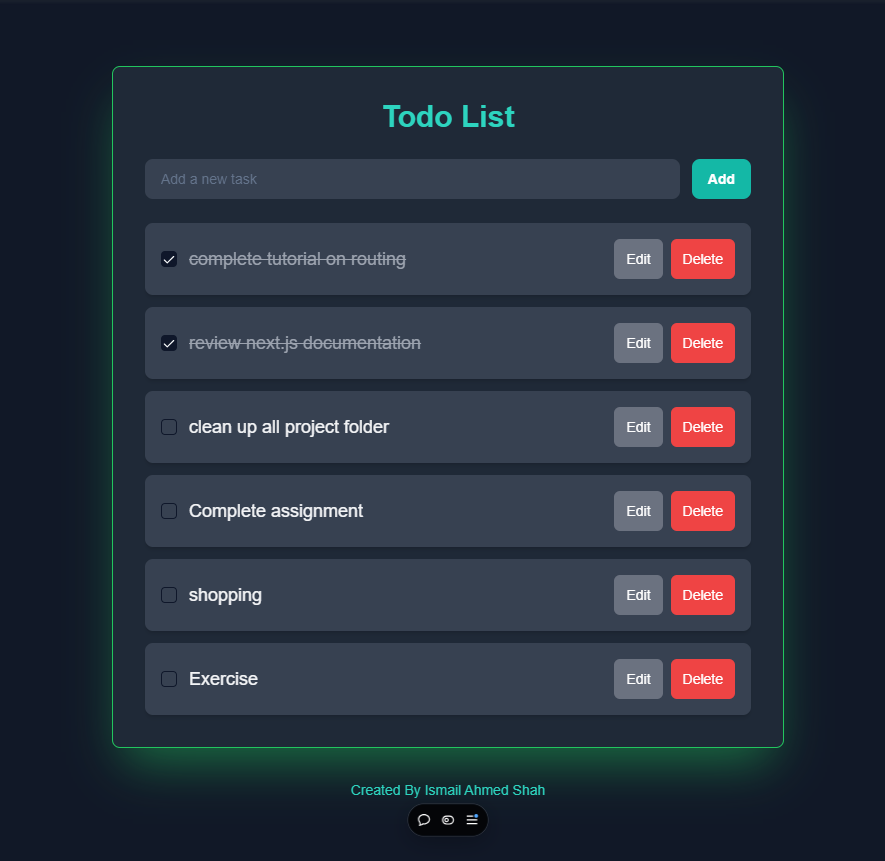 Todo List
Add a new task Add
complete tutorial on routing Edit Delete
review next.js documentation Edit Delete
clean up all project folder Edit Delete
Complete assignment Edit Delete
shopping Edit Delete
Exercise Edit Delete
Created By Ismail Ahmed Shah